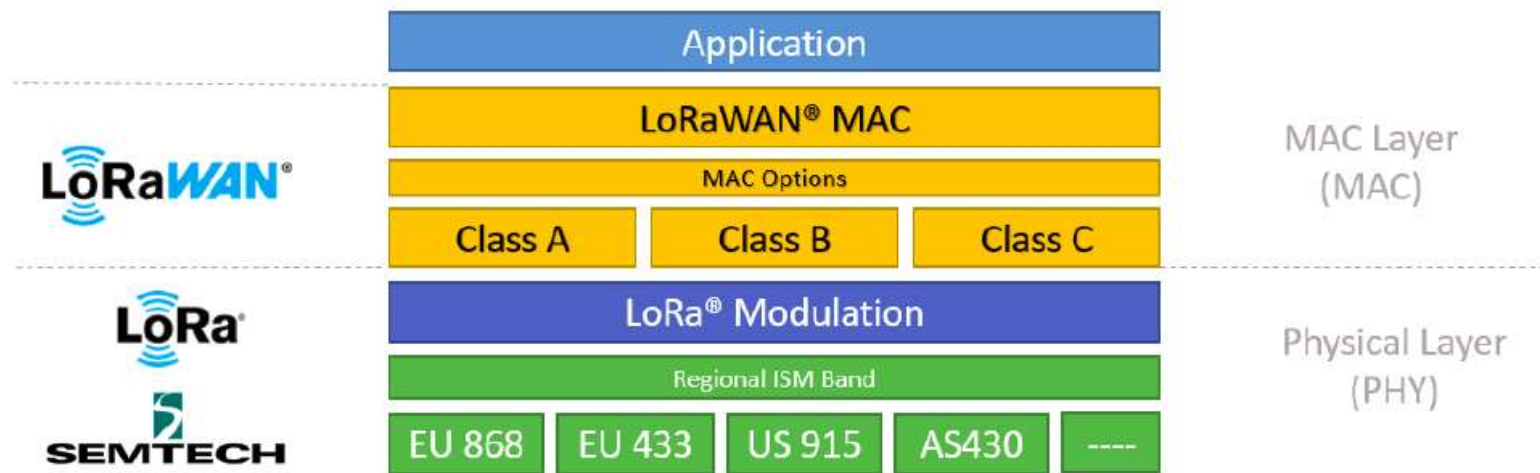 Application
LoRaWAN® MAC
MAC Options
Class A Class B Class C
LoRaWAN®
MAC Layer
(MAC)
LoRa® Modulation
Regional ISM Band
EU 868 EU 433 US 915 AS430 ----
LoRa®
SEMTECH
Physical Layer
(PHY)